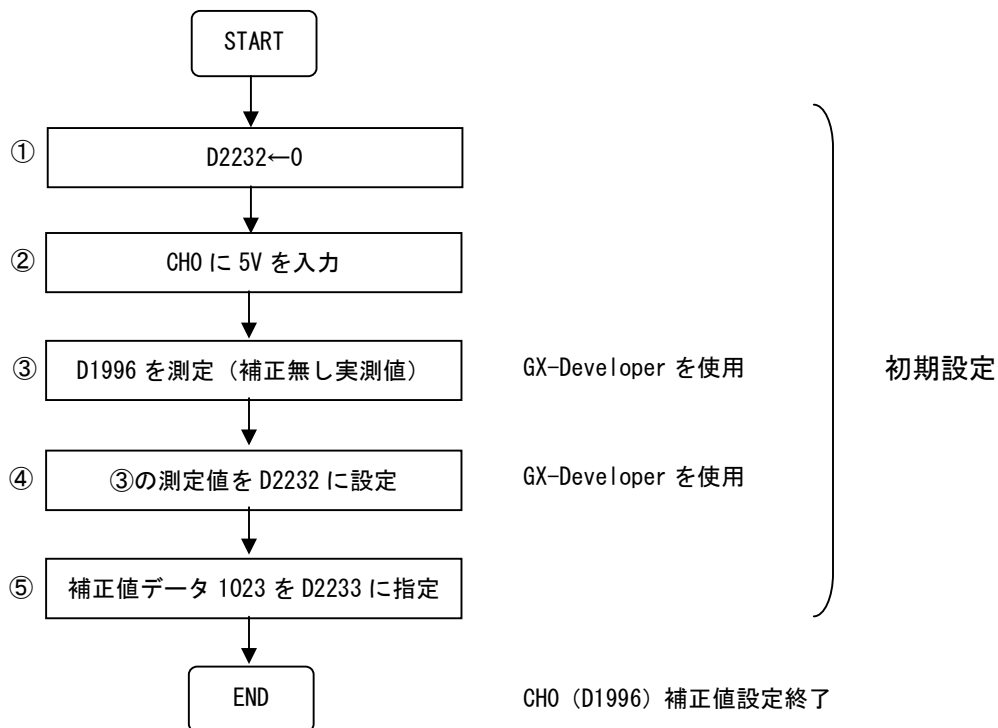 START
① D2232←0
② CH0 に 5V を入力
③ D1996 を測定（補正無し実測値） GX-Developer を使用
初期設定
④ ③の測定値を D2232 に設定 GX-Developer を使用
⑤ 補正値データ 1023 を D2233 に指定
END CH0（D1996）補正値設定終了